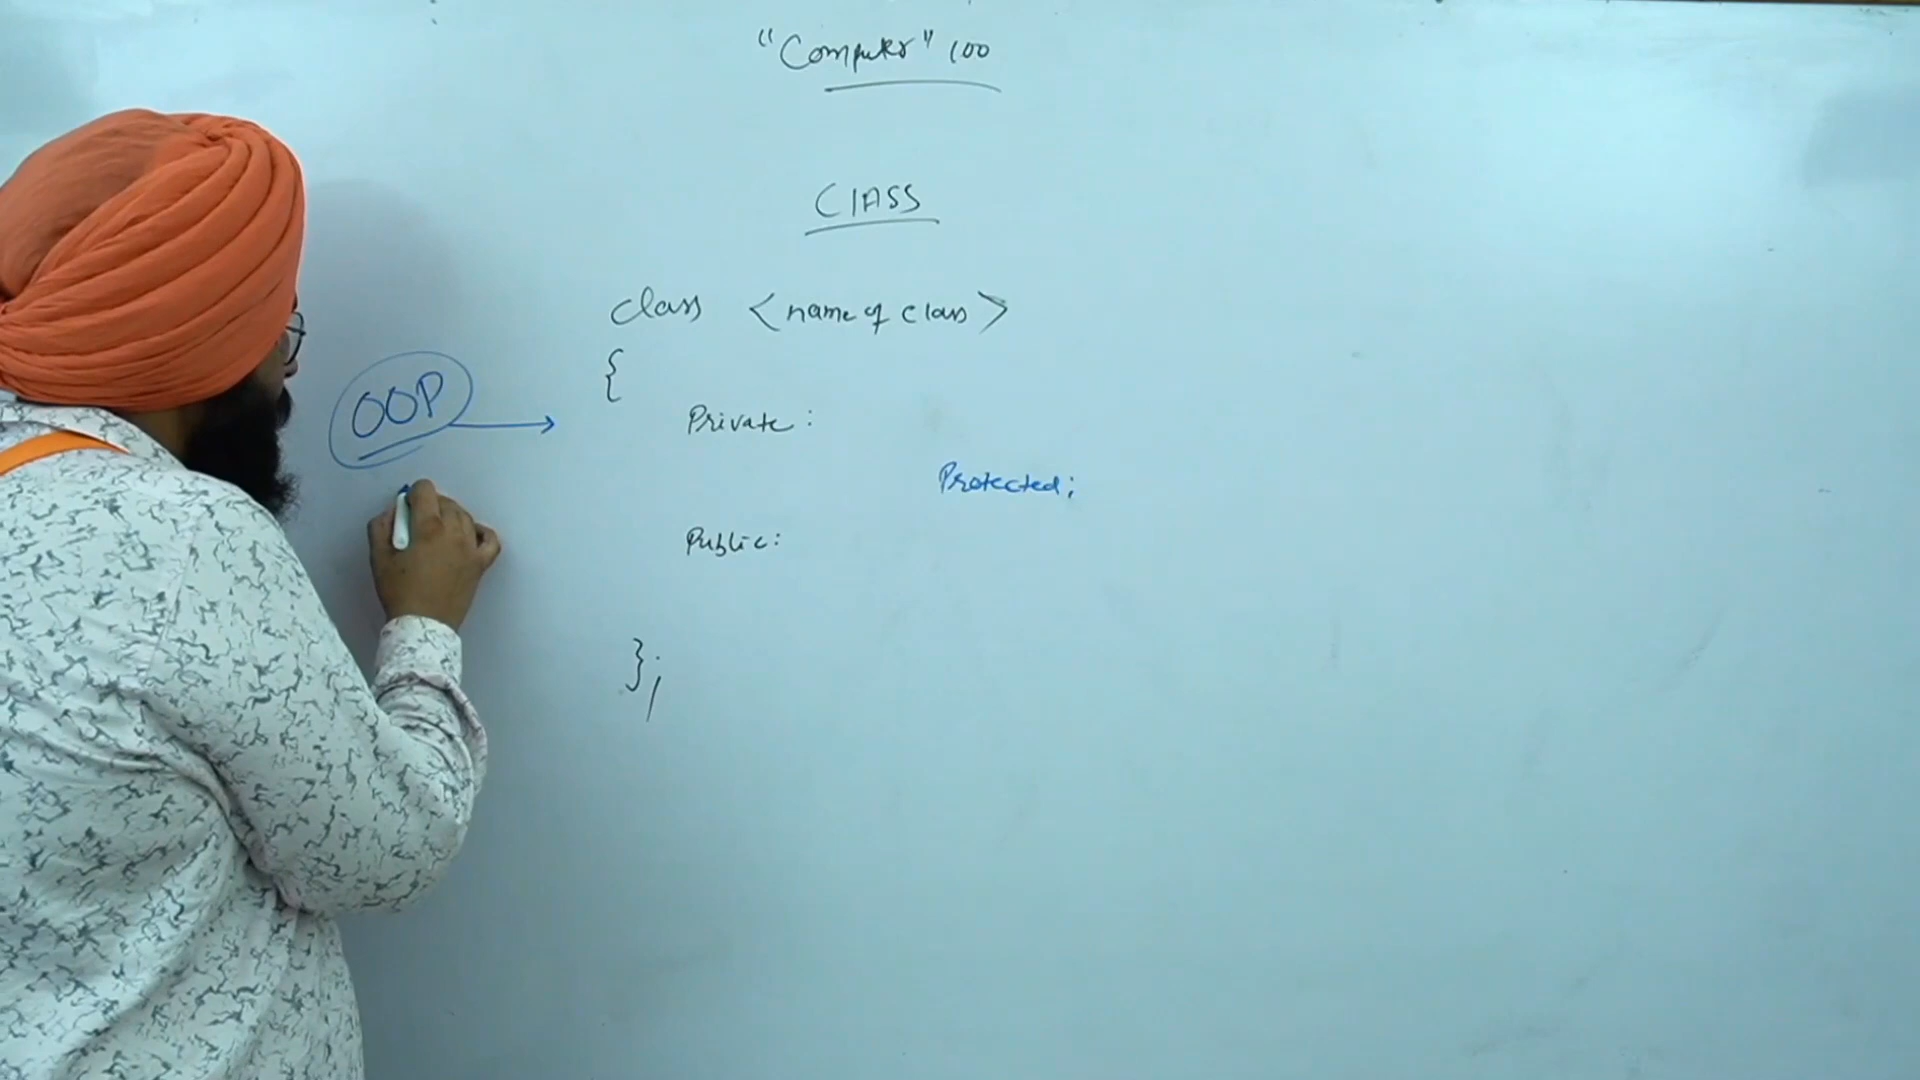 "Computer" 100
ClASS
class <name of class>
{
OOP
Private:
Protected;
Public:
};